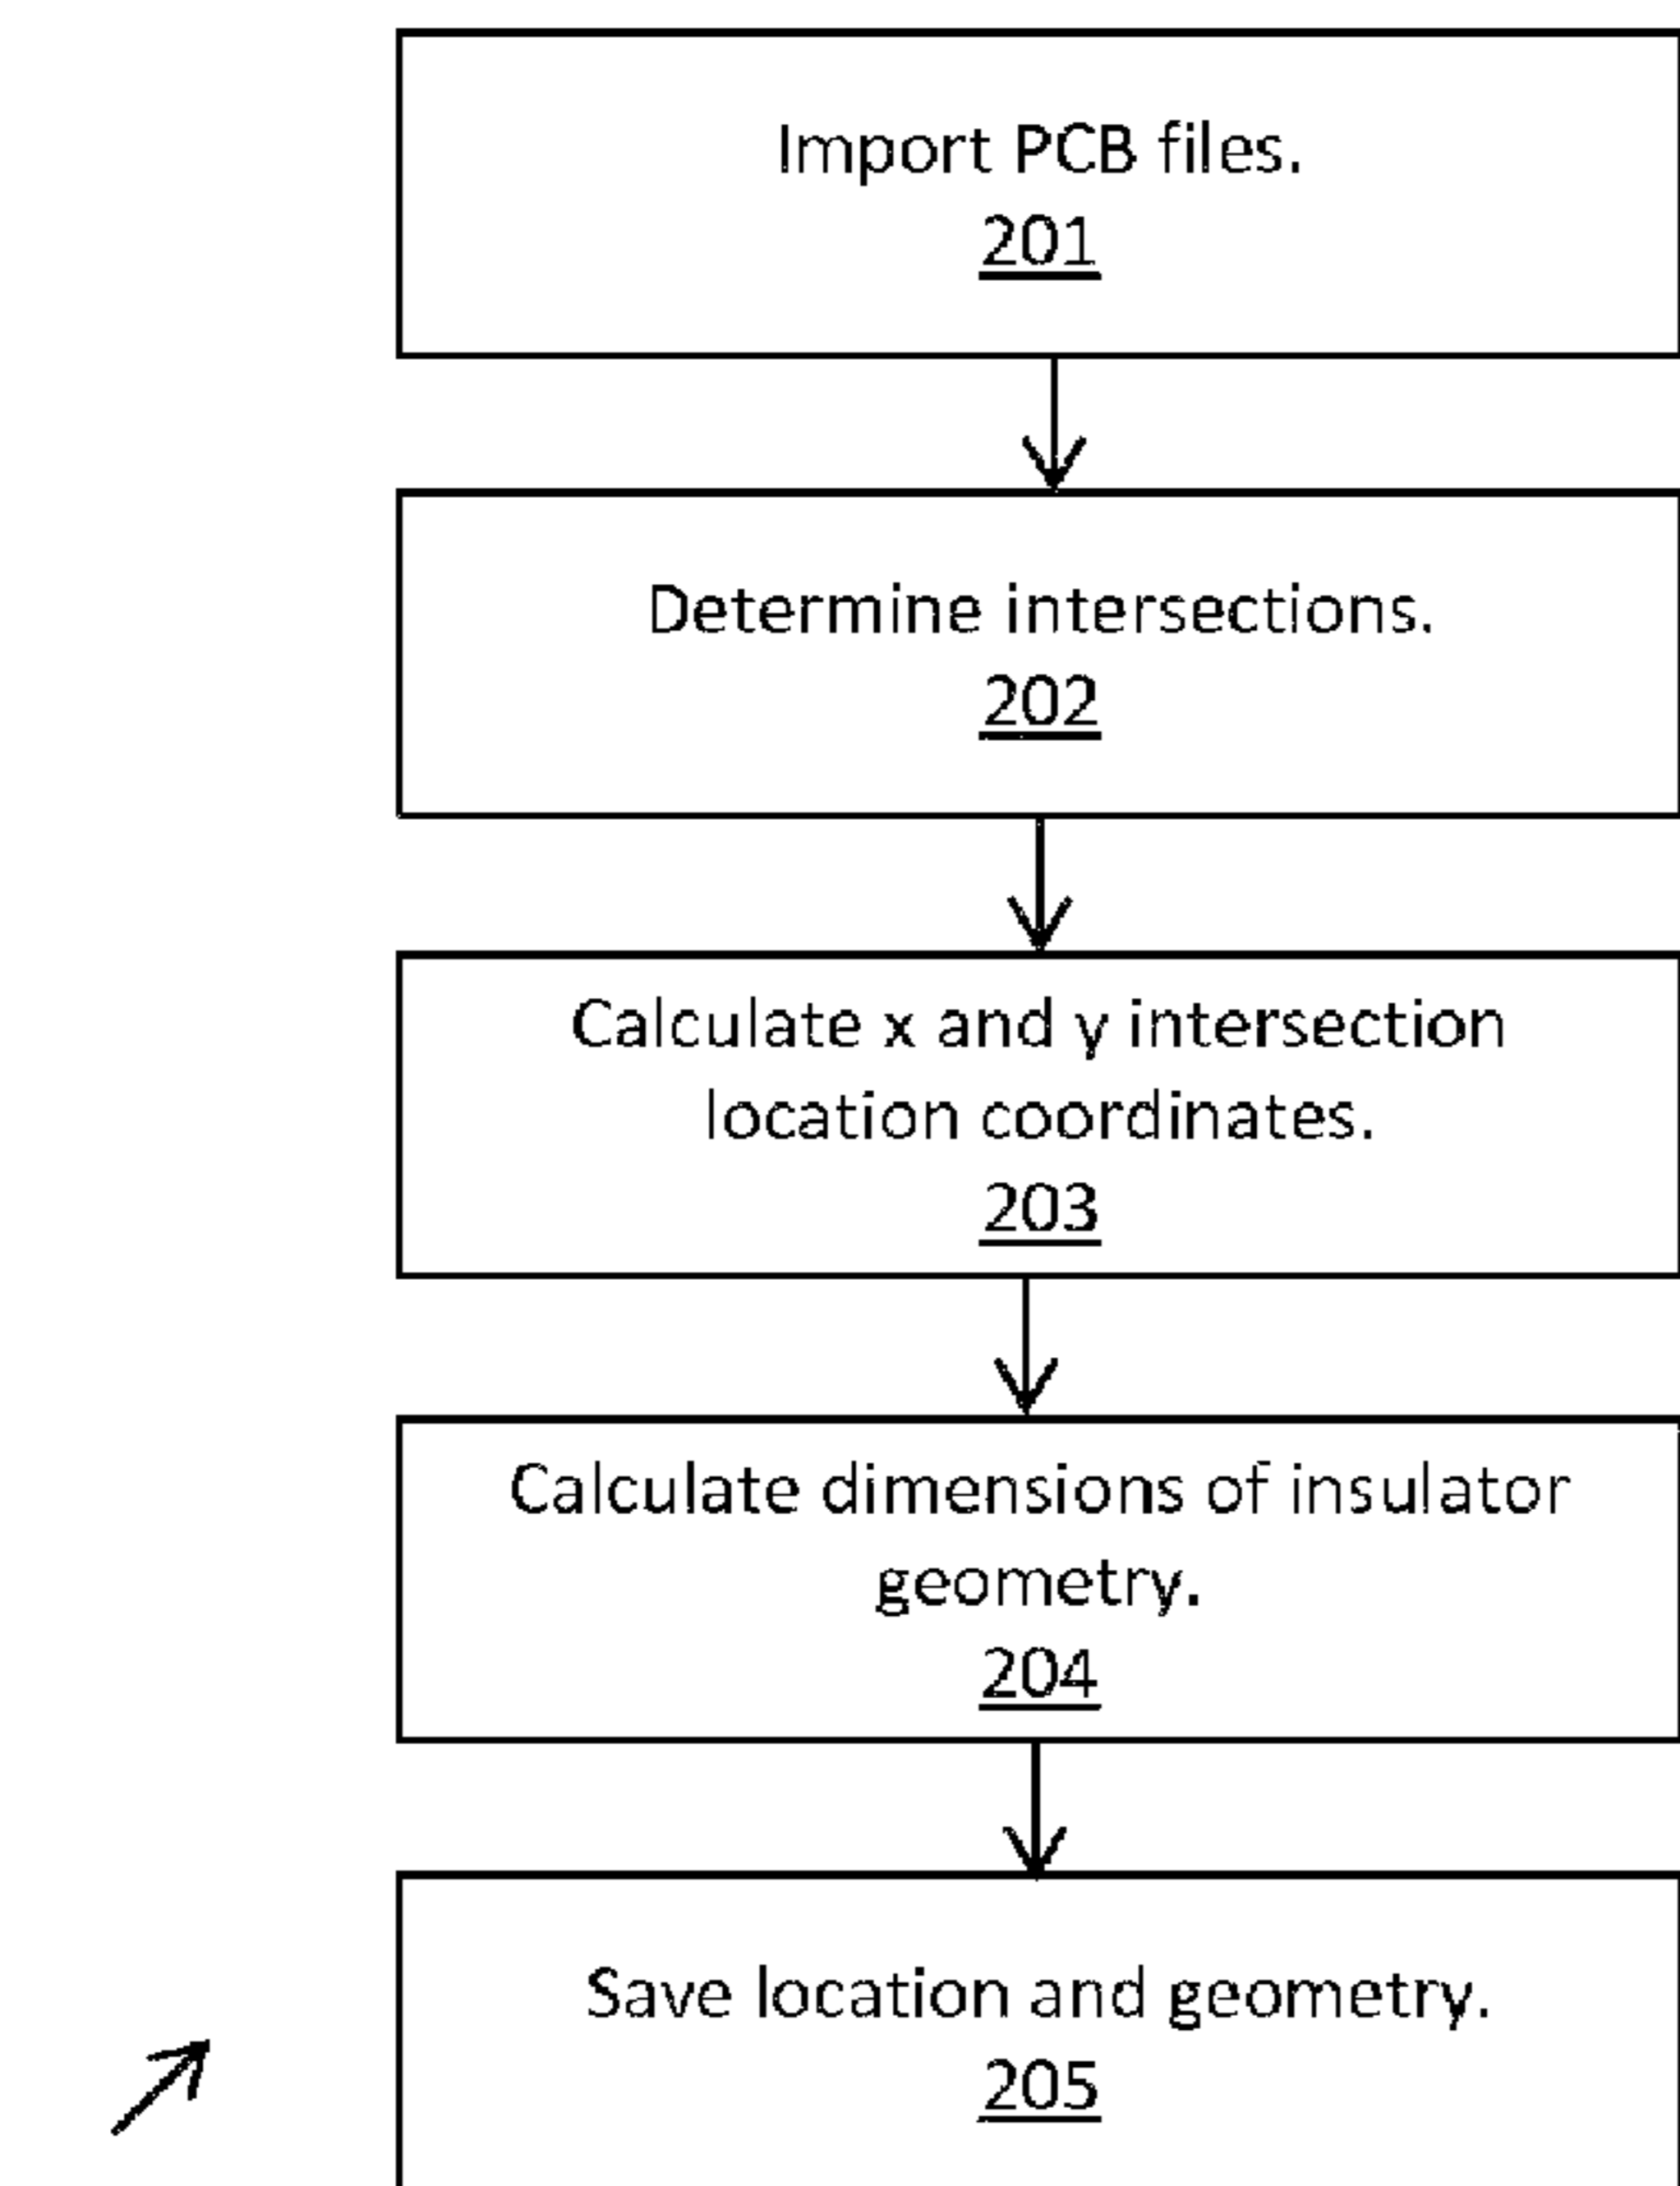 Import PCB files.
201
Determine intersections.
202
Calculate x and y intersection
location coordinates.
203
Calculate dimensions of insulator
geometry.
204
Save location and geometry.
205